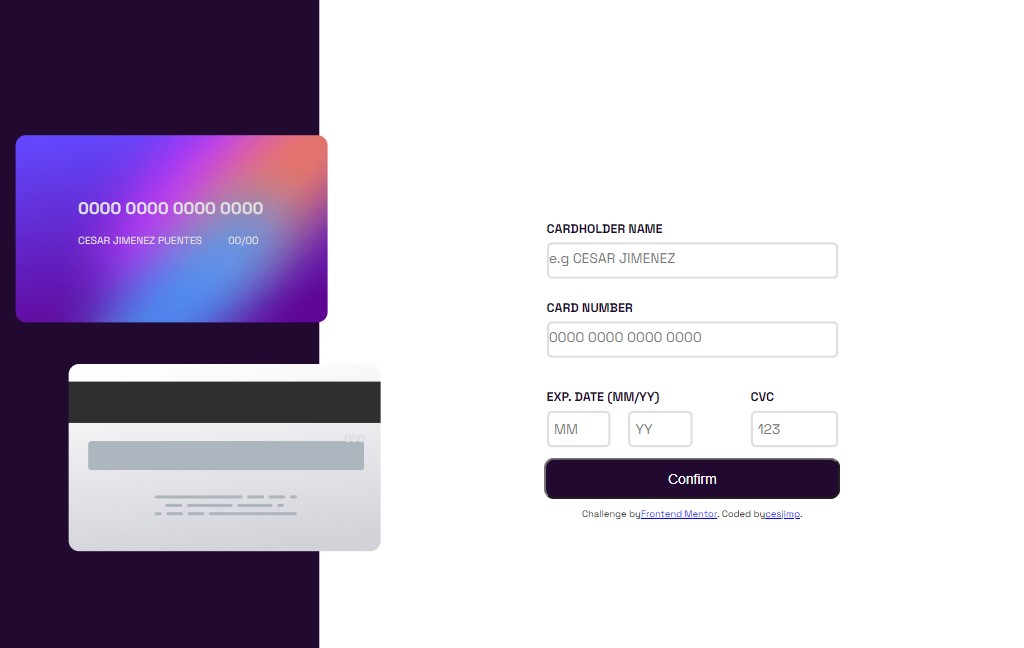 0000 0000 0000 0000
CESAR JIMENEZ PUENTES 00/00
000
CARDHOLDER NAME
e.g CESAR JIMENEZ
CARD NUMBER
0000 0000 0000 0000
EXP. DATE (MM/YY) CVC
MM YY 123
Confirm
Challenge byFrontend Mentor. Coded bycesjimp.